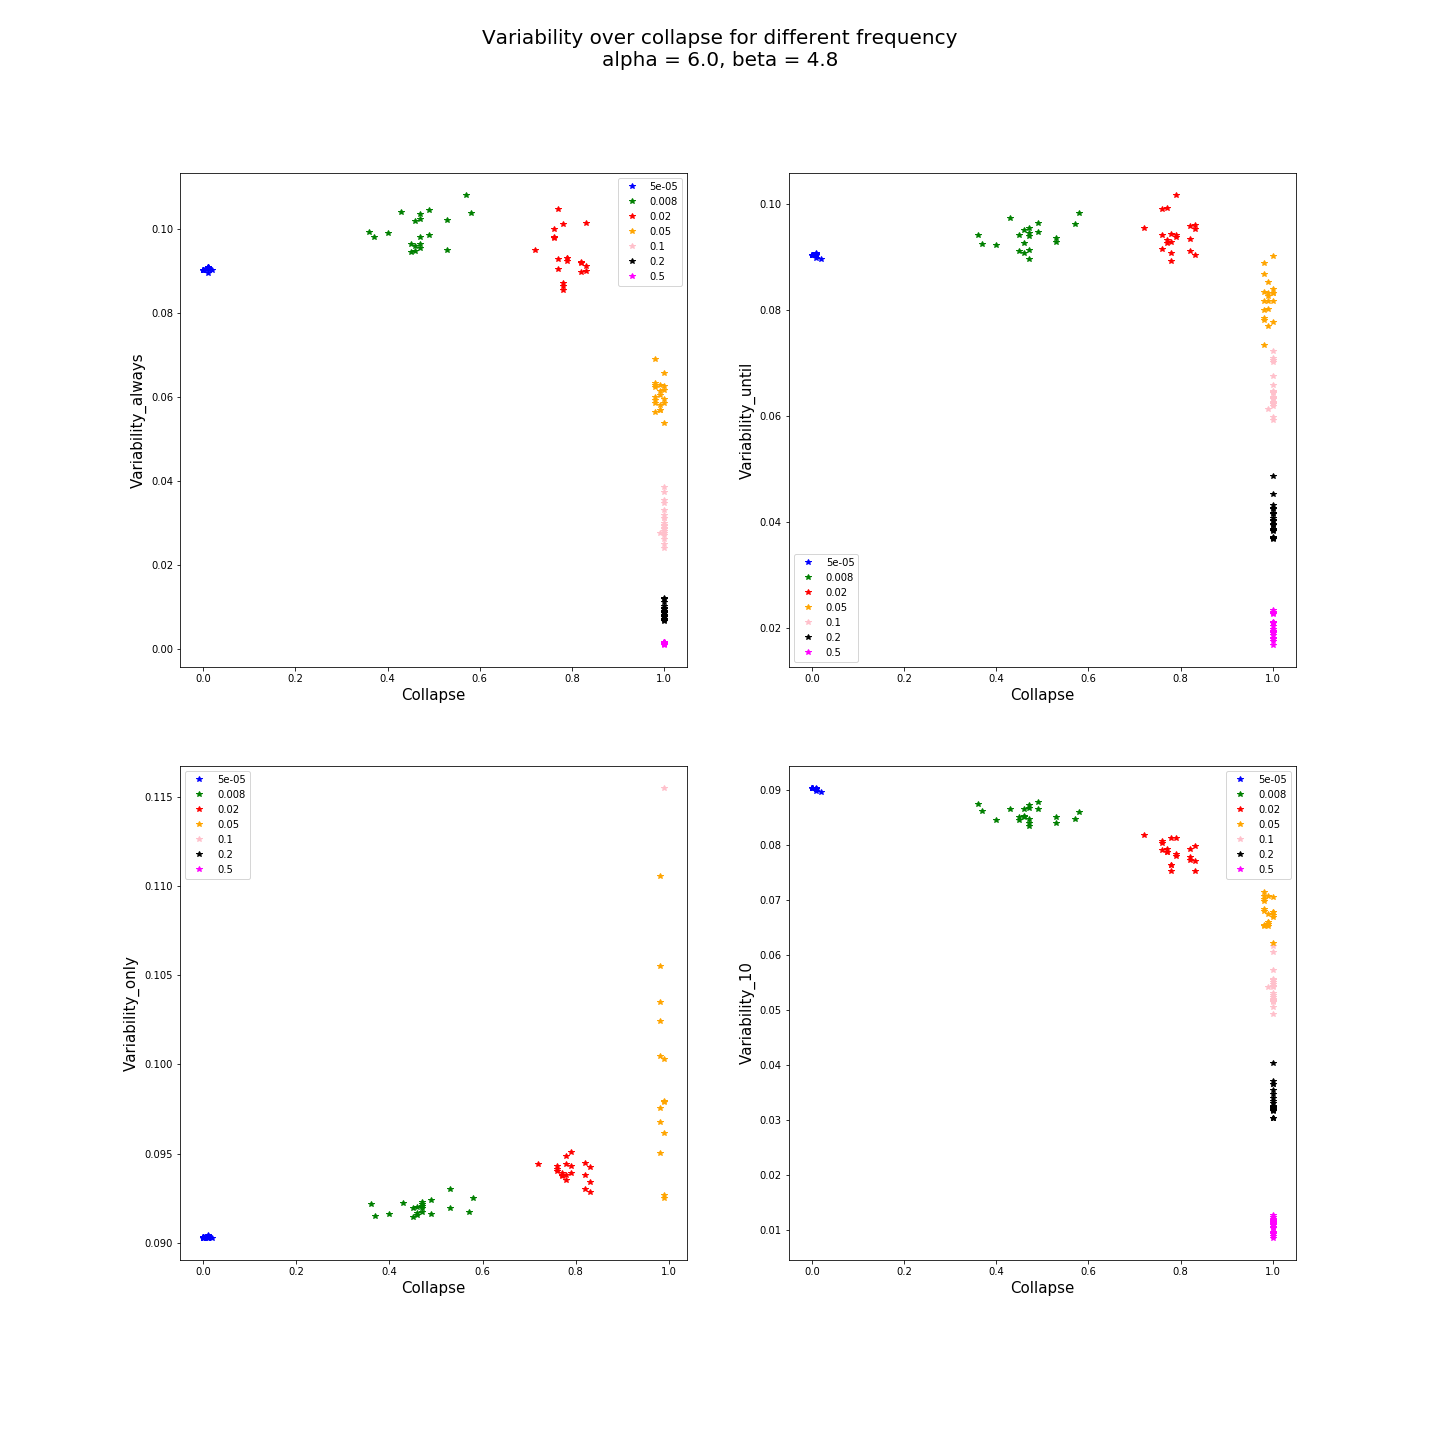 Variability over collapse for different frequency
alpha = 6.0, beta = 4.8
Variability_always
0.10
0.08
0.06
0.04
0.02
0.00
5e-05
0.008
0.02
0.05
0.1
0.2
0.5
0.0 0.2 0.4 0.6 0.8 1.0
Collapse
Variability_until
0.10
0.08
0.06
0.04
0.02
5e-05
0.008
0.02
0.05
0.1
0.2
0.5
0.0 0.2 0.4 0.6 0.8 1.0
Collapse
Variability_only
0.115
0.110
0.105
0.100
0.095
0.090
5e-05
0.008
0.02
0.05
0.1
0.2
0.5
0.0 0.2 0.4 0.6 0.8 1.0
Collapse
Variability_10
0.09
0.08
0.07
0.06
0.05
0.04
0.03
0.02
0.01
5e-05
0.008
0.02
0.05
0.1
0.2
0.5
0.0 0.2 0.4 0.6 0.8 1.0
Collapse